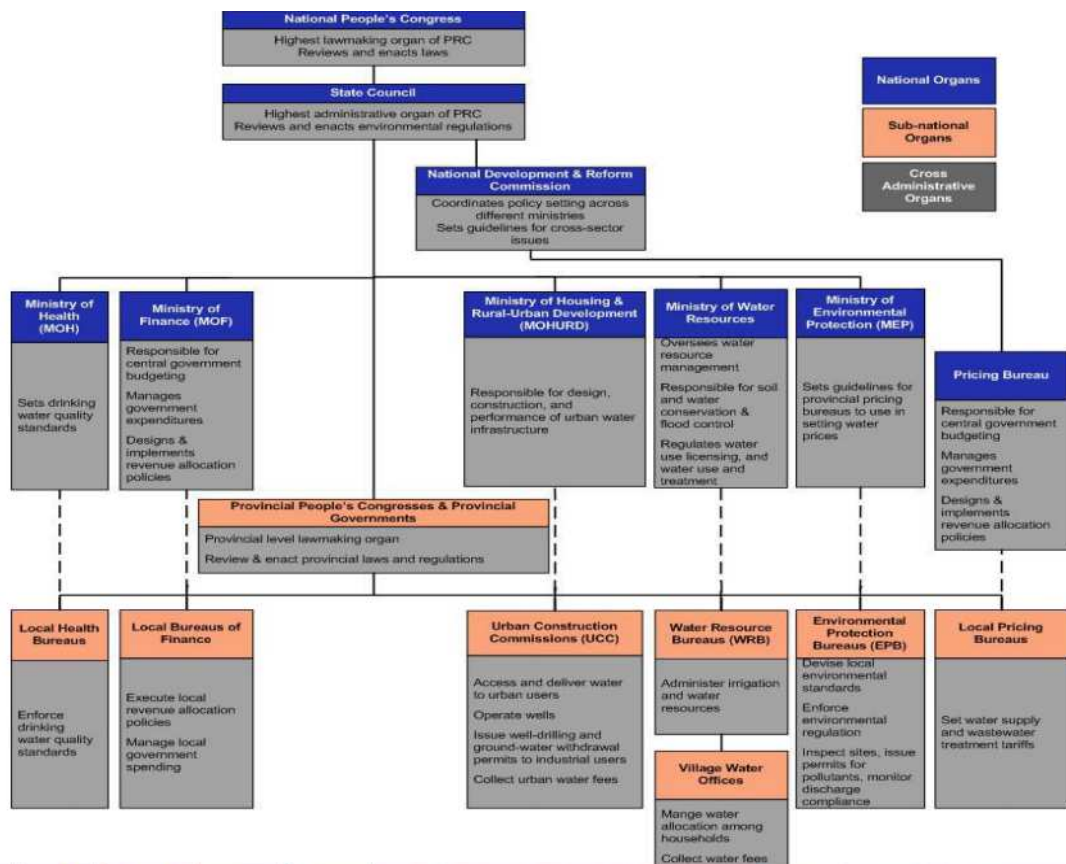 National People's Congress
Highest lawmaking organ of PRC
Reviews and enacts laws
State Council
Highest administrative organ of PRC
Reviews and enacts environmental regulations
National Organs
Sub-national
Organs
Cross
Administrative
Organs
National Development & Reform
Commission
Coordinates policy setting across
different ministries
Sets guidelines for cross-sector
issues
Ministry of
Health (MOH)
Sets drinking
water quality
standards
Ministry of
Finance (MOF)
Responsible for
central government
budgeting
Manages
government
expenditures
Designs &
implements
revenue allocation
policies
Ministry of Housing &
Rural-Urban Development
(MOHURD)
Responsible for design,
construction, and
performance of urban water
infrastructure
Ministry of Water
Resources
Oversees water
resource
management
Responsible for soil
and water
conservation &
flood control
Regulates water
use licensing, and
water use and
treatment
Ministry of
Environmental
Protection (MEP)
Sets guidelines for
provincial pricing
bureaus to use in
setting water
prices
Pricing Bureau
Responsible for
central government
budgeting
Manages
government
expenditures
Designs &
implements
revenue allocation
policies
Provincial People's Congresses & Provincial
Governments
Provincial level lawmaking organ
Review & enact provincial laws and regulations
Local Health
Bureaus
Enforce
drinking
water quality
standards
Local Bureaus of
Finance
Execute local
revenue allocation
policies
Manage local
government
spending
Urban Construction
Commissions (UCC)
Access and deliver water
to urban users
Operate wells
Issue well-drilling and
ground-water withdrawal
permits to industrial users
Collect urban water fees
Water Resource
Bureaus (WRB)
Administer irrigation
and water
resources
Village Water
Offices
Mange water
allocation among
households
Collect water fees
Environmental
Protection
Bureaus (EPB)
Devise local
environmental
standards
Enforce
environmental
regulation
Inspect sites, issue
permits for
pollutants, monitor
discharge
compliance
Local Pricing
Bureaus
Set water supply
and wastewater
treatment tariffs